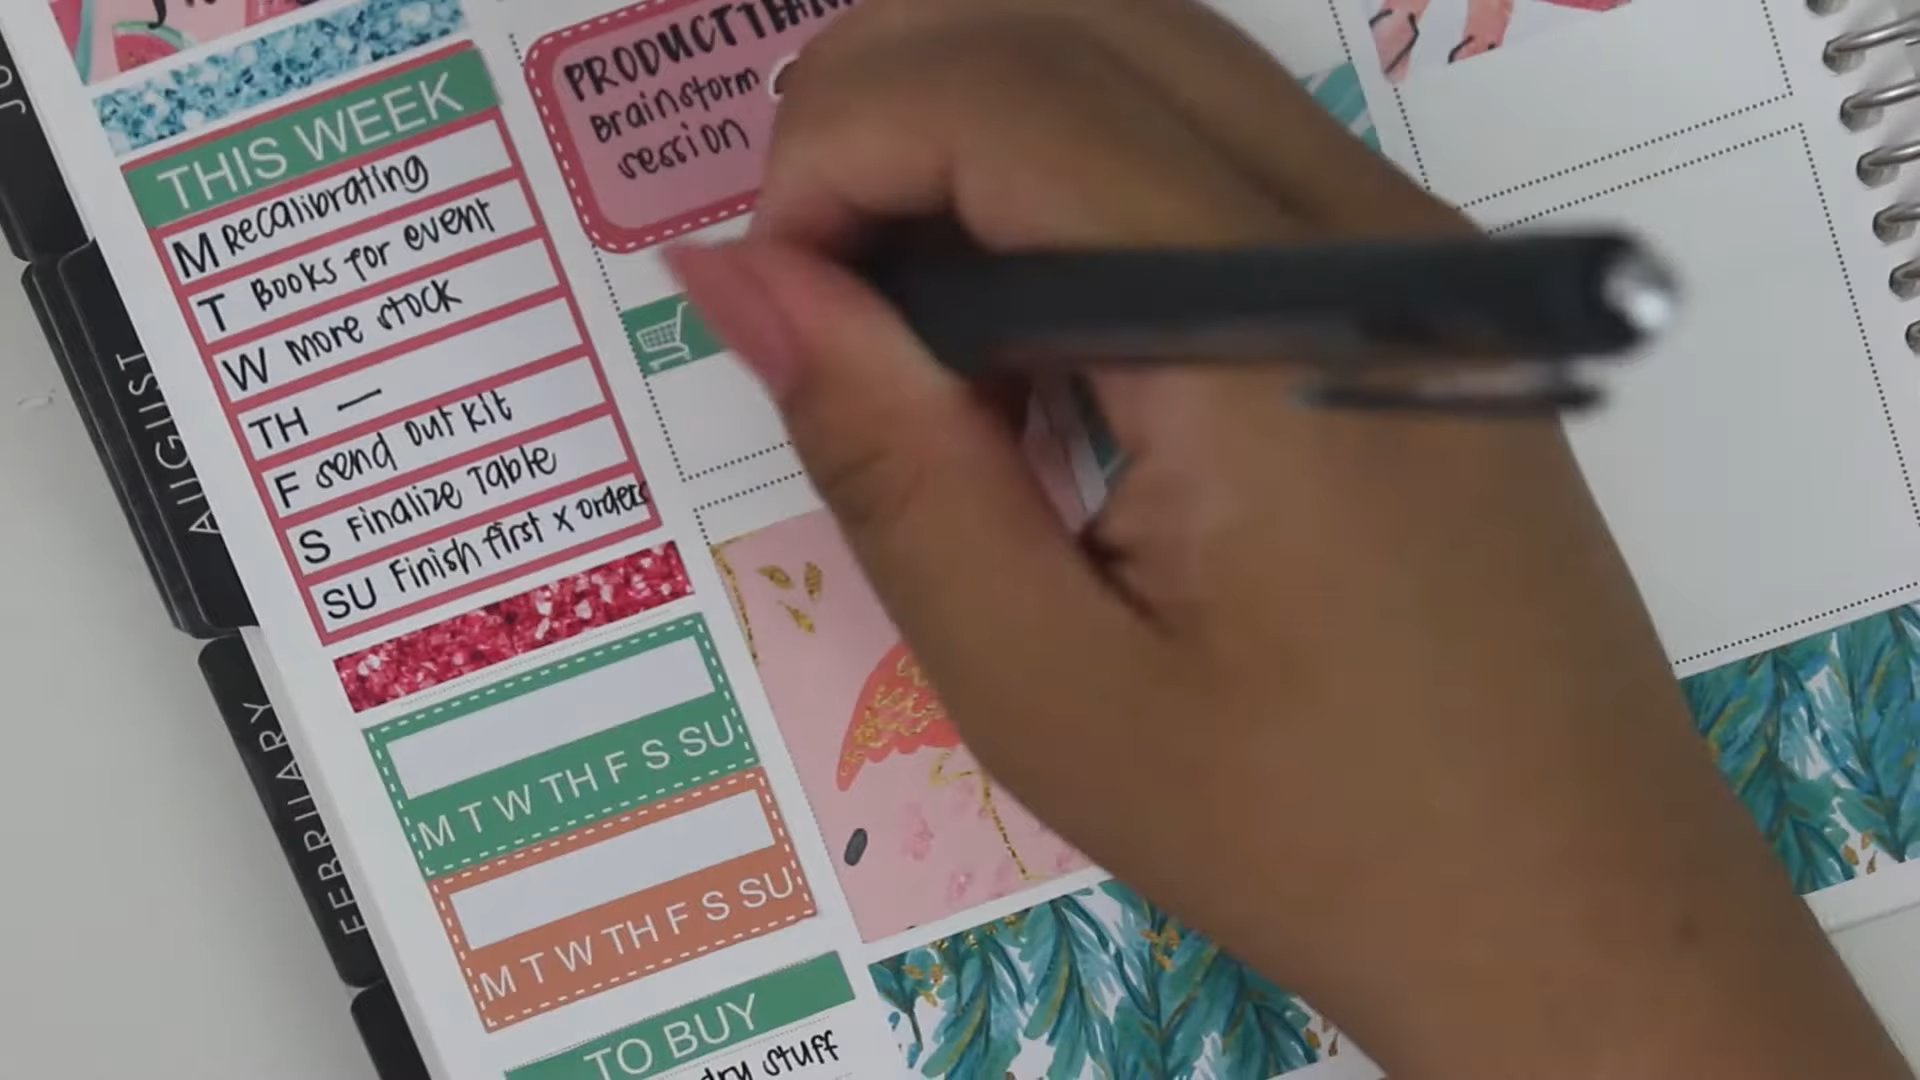 THIS WEEK
M Recalibrating
T Books for event
W more stock
TH —
F send out kit
S Finalize Table
SU Finish first x orders
M T W TH F S SU
M T W TH F S SU
TO BUY
stuff
PRODUCT
Brainstorm
session
AUGUST
FEBRUARY